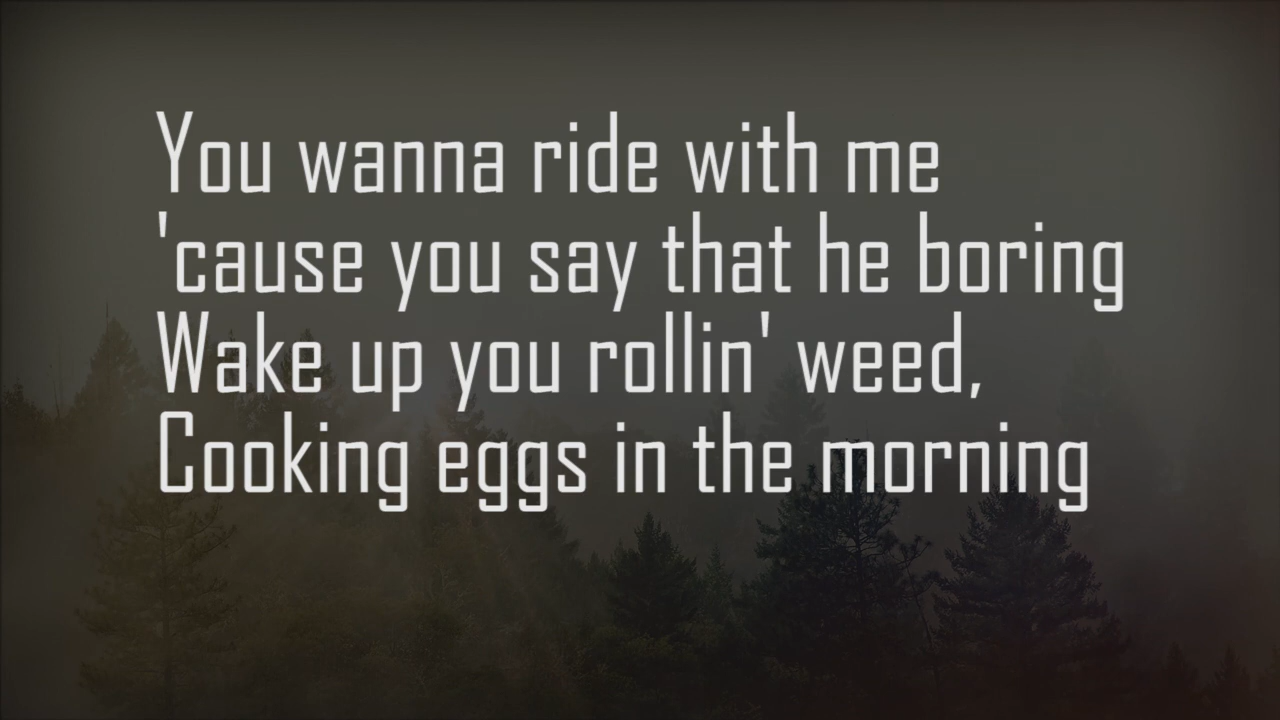 You wanna ride with me
'cause you say that he boring
Wake up you rollin' weed,
Cooking eggs in the morning